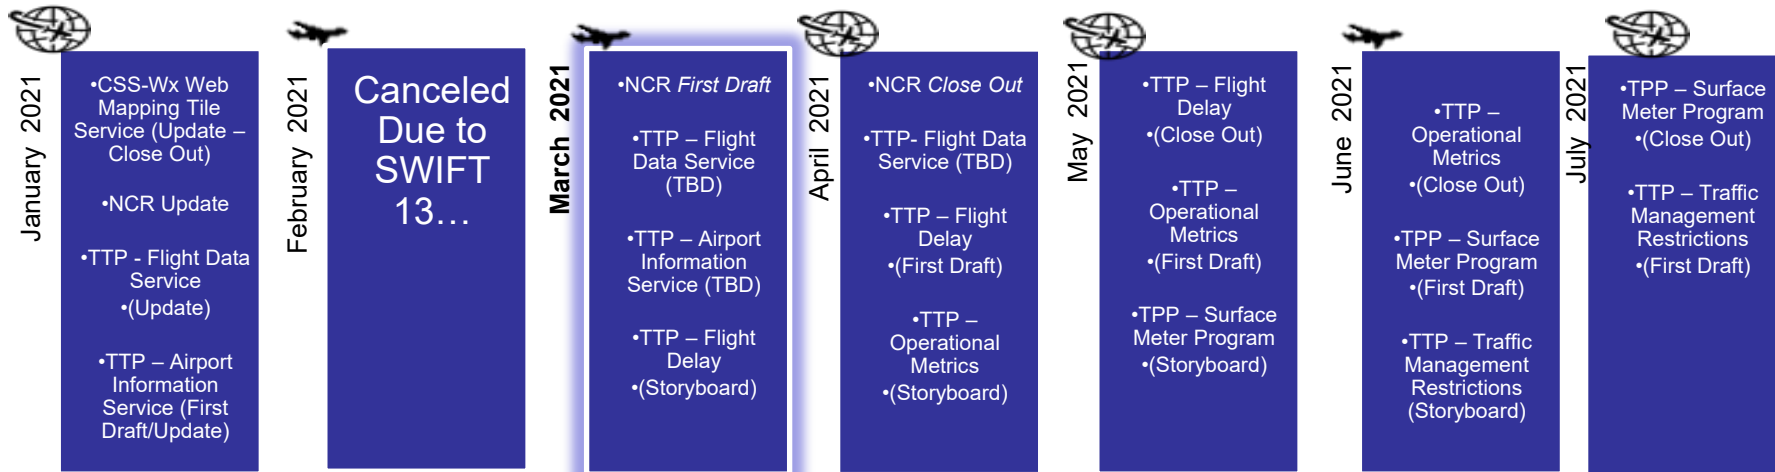 January 2021
•CSS-Wx Web
Mapping Tile
Service (Update –
Close Out)
•NCR Update
•TTP - Flight Data
Service
•(Update)
•TTP – Airport
Information
Service (First
Draft/Update)
February 2021
Canceled
Due to
SWIFT
13…
March 2021
•NCR First Draft
•TTP – Flight
Data Service
(TBD)
•TTP – Airport
Information
Service (TBD)
•TTP – Flight
Delay
•(Storyboard)
April 2021
•NCR Close Out
•TTP- Flight Data
Service (TBD)
•TTP – Flight
Delay
•(First Draft)
•TTP –
Operational
Metrics
•(Storyboard)
May 2021
•TTP – Flight
Delay
•(Close Out)
•TTP –
Operational
Metrics
•(First Draft)
•TPP – Surface
Meter Program
•(Storyboard)
June 2021
•TTP –
Operational
Metrics
•(Close Out)
•TPP – Surface
Meter Program
•(First Draft)
•TTP – Traffic
Management
Restrictions
(Storyboard)
July 2021
•TPP – Surface
Meter Program
•(Close Out)
•TTP – Traffic
Management
Restrictions
•(First Draft)